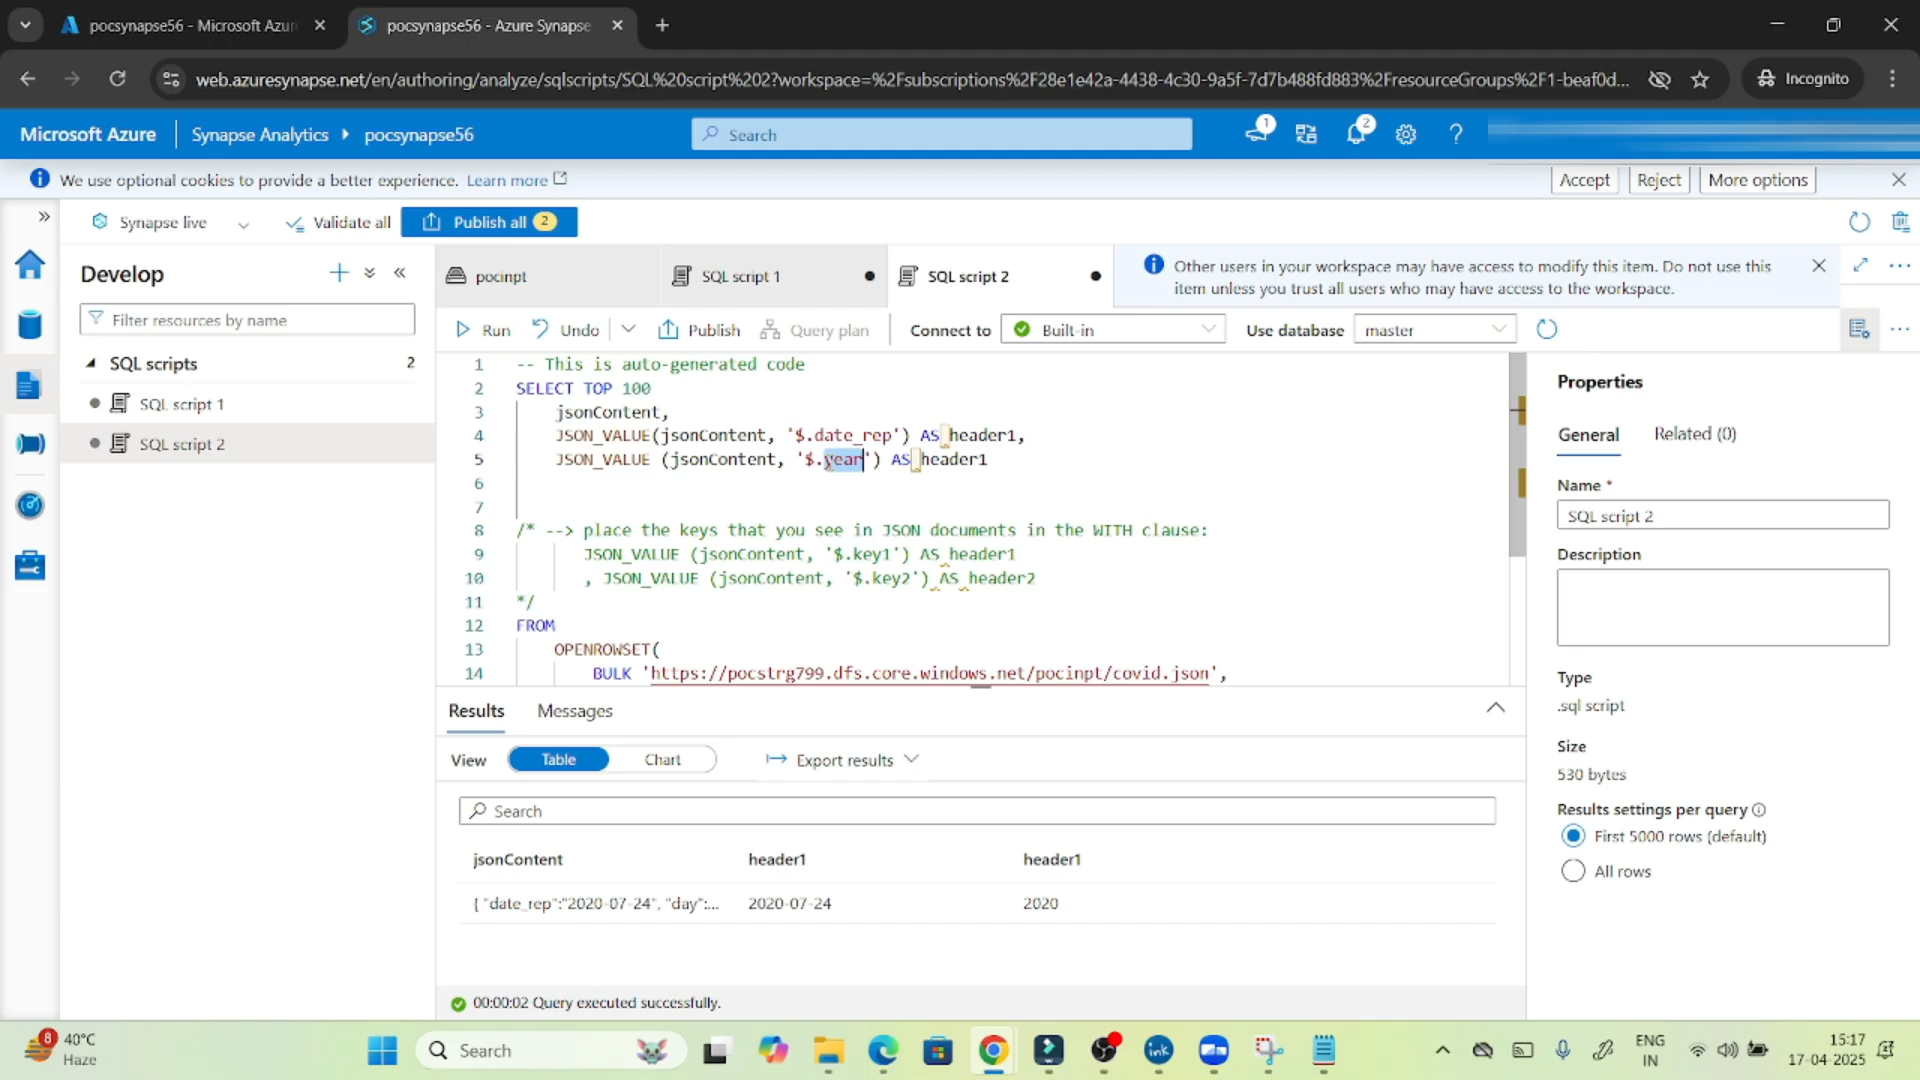 pocsynapse56 - Microsoft Azur
pocsynapse56 - Azure Synapse
web.azuresynapse.net/en/authoring/analyze/sqlscripts/SQL%20script%202?workspace=%2Fsubscriptions%2F28e1e42a-4438-4c30-9a5f-7d7b488fd883%2FresourceGroups%2F1-beaf0d...
Incognito
Microsoft Azure
Synapse Analytics
pocsynapse56
Search
1
2
We use optional cookies to provide a better experience. Learn more
Accept
Reject
More options
Synapse live
Validate all
Publish all 2
Develop
Filter resources by name
SQL scripts 2
SQL script 1
SQL script 2
pocinpt
SQL script 1
SQL script 2
Other users in your workspace may have access to modify this item. Do not use this
item unless you trust all users who may have access to the workspace.
Run
Undo
Publish
Query plan
Connect to
Built-in
Use database
master
1 -- This is auto-generated code
2 SELECT TOP 100
3 jsonContent,
4 JSON_VALUE(jsonContent, '$.date_rep') AS header1,
5 JSON_VALUE (jsonContent, '$.year') AS header1
6
7
8 /* --> place the keys that you see in JSON documents in the WITH clause:
9 JSON_VALUE (jsonContent, '$.key1') AS header1
10 , JSON_VALUE (jsonContent, '$.key2') AS header2
11 */
12 FROM
13 OPENROWSET(
14 BULK 'https://pocstrg799.dfs.core.windows.net/pocinpt/covid.json',
Results
Messages
View
Table
Chart
Export results
Search
jsonContent header1 header1
{ "date_rep":"2020-07-24", "day":... 2020-07-24 2020
00:00:02 Query executed successfully.
Properties
General
Related (0)
Name *
SQL script 2
Description
Type
.sql script
Size
530 bytes
Results settings per query
First 5000 rows (default)
All rows
8
40°C
Haze
Search
ink
ENG
IN
15:17
17-04-2025